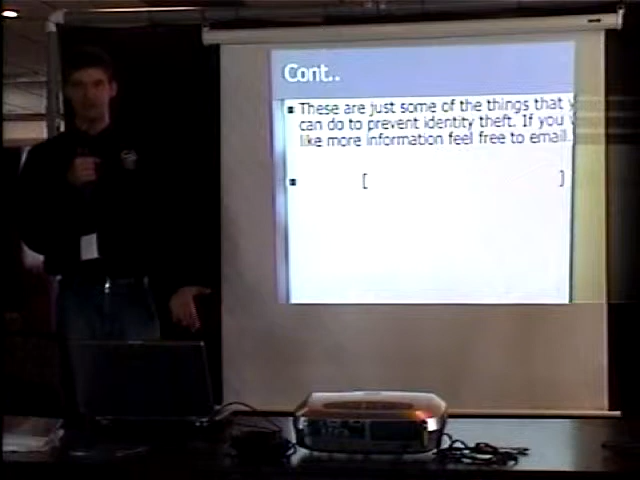 Cont..
These are just some of the things that
can do to prevent identity theft. If you
like more information feel free to email
[ ]